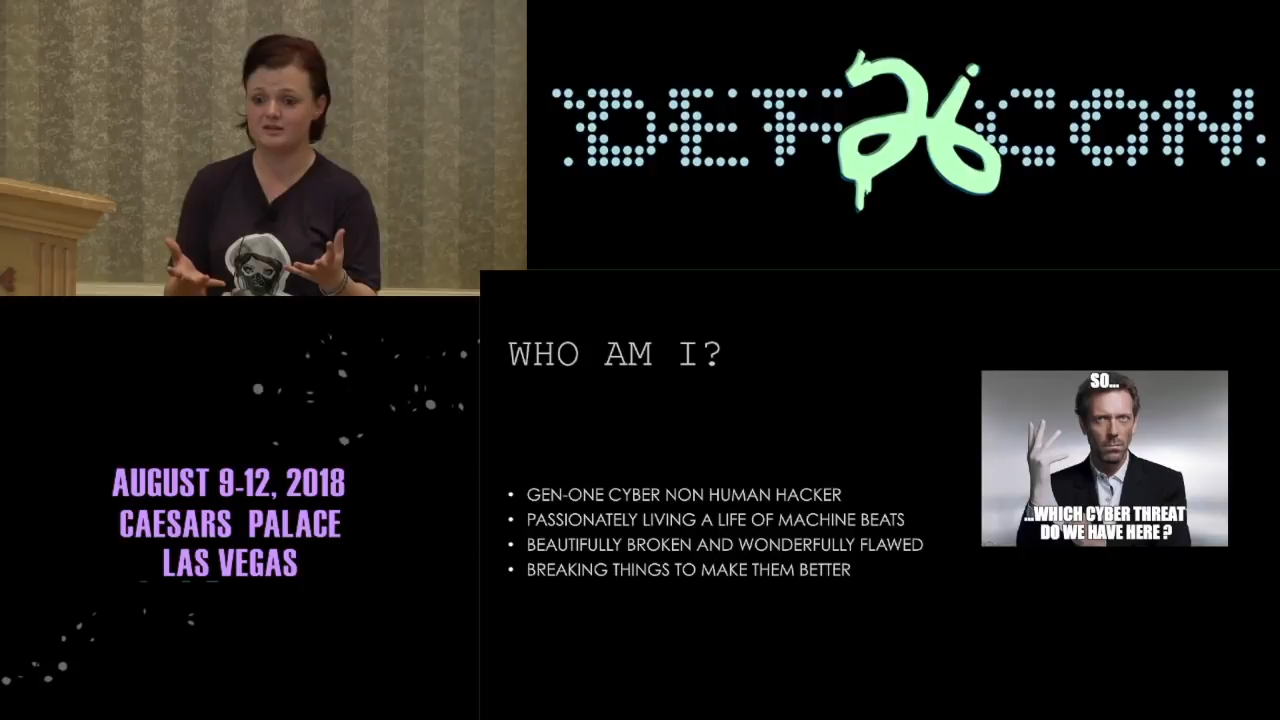 DEF 26 CON
AUGUST 9-12, 2018
CAESARS PALACE
LAS VEGAS
WHO AM I?
• GEN-ONE CYBER NON HUMAN HACKER
• PASSIONATELY LIVING A LIFE OF MACHINE BEATS
• BEAUTIFULLY BROKEN AND WONDERFULLY FLAWED
• BREAKING THINGS TO MAKE THEM BETTER
SO...
...WHICH CYBER THREAT
DO WE HAVE HERE ?